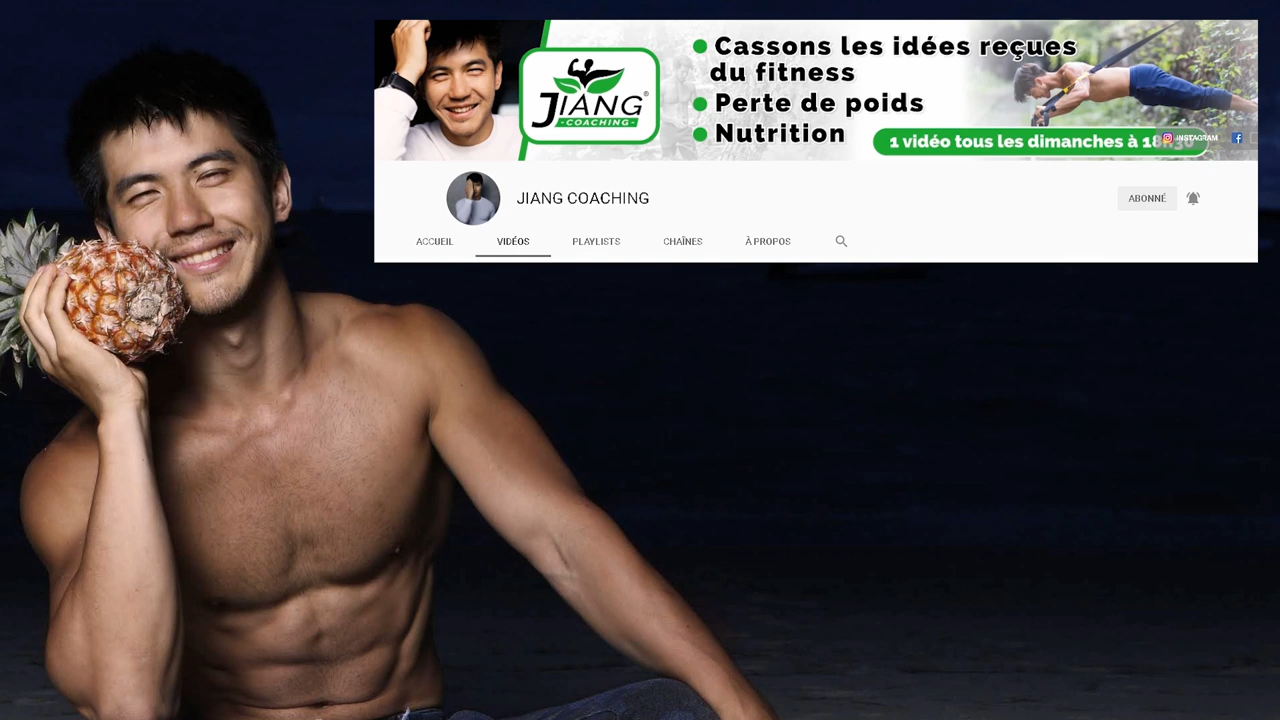 Cassons les idées reçues
du fitness
Perte de poids
Nutrition
JIANG®
-COACHING-
1 vidéo tous les dimanches à
INSTAGRAM
JIANG COACHING
ABONNÉ
ACCUEIL
VIDÉOS
PLAYLISTS
CHAÎNES
À PROPOS